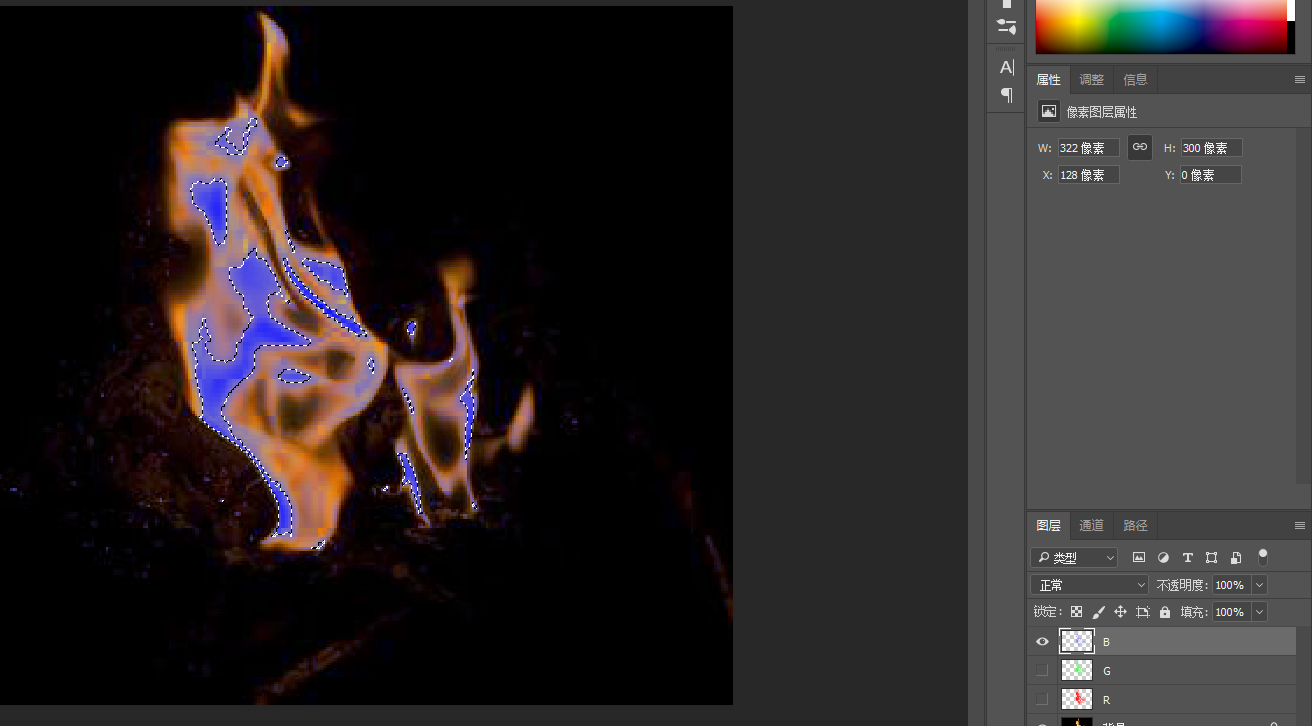 A|
属性 调整 信息
像素图层属性
W: 322 像素 H: 300 像素
X: 128 像素 Y: 0 像素
图层 通道 路径
类型 T
正常 不透明度: 100%
锁定: 填充: 100%
B
G
R
背景